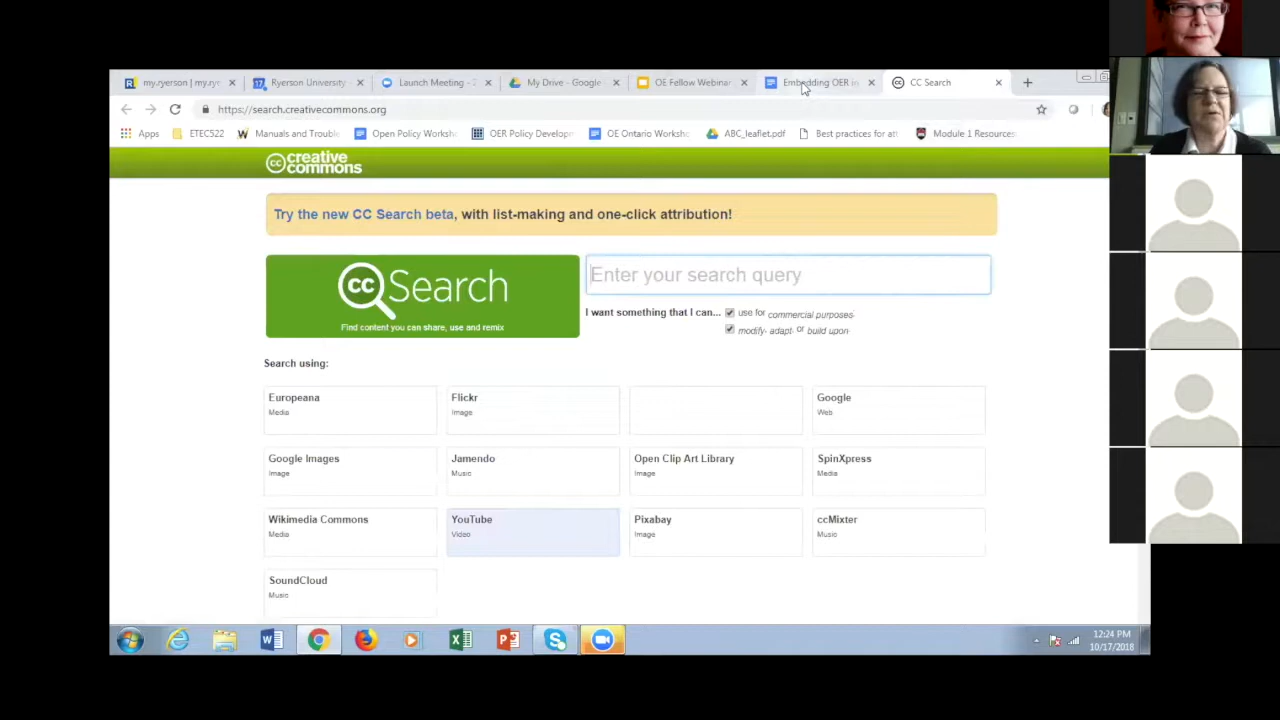 my.ryerson | my.rye
Ryerson University -
Launch Meeting - Z
My Drive - Google
OE Fellow Webinar
Embedding OER in
CC Search
https://search.creativecommons.org
Apps
ETEC522
Manuals and Trouble
Open Policy Worksho
OER Policy Developm
OE Ontario Worksho
ABC_leaflet.pdf
Best practices for att
Module 1 Resources
cc creative commons
Try the new CC Search beta, with list-making and one-click attribution!
cc Search
Find content you can share, use and remix
Enter your search query
I want something that I can... use for commercial purposes;
modify, adapt, or build upon.
Search using:
Europeana
Media
Flickr
Image
Google
Web
Google Images
Image
Jamendo
Music
Open Clip Art Library
Image
SpinXpress
Media
Wikimedia Commons
Media
YouTube
Video
Pixabay
Image
ccMixter
Music
SoundCloud
Music
12:24 PM
10/17/2018